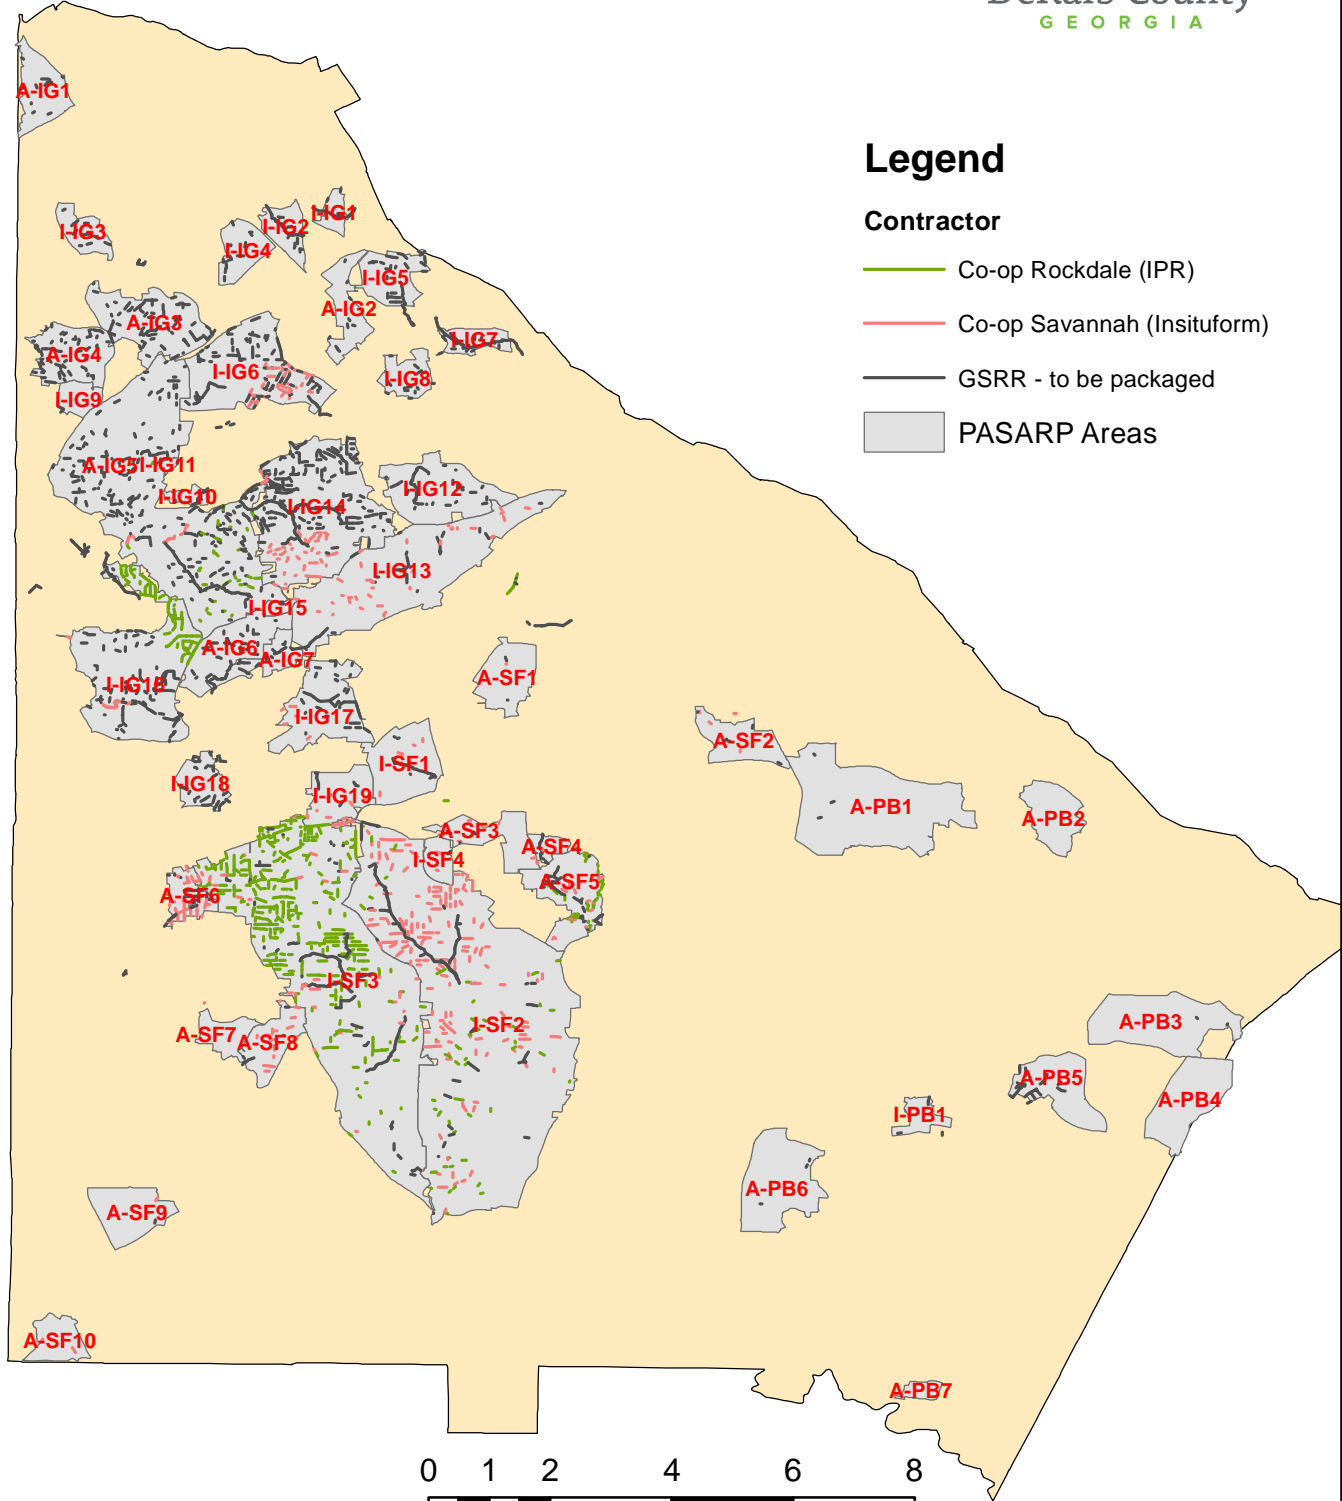 DeKalb County
GEORGIA
Legend
Contractor
Co-op Rockdale (IPR)
Co-op Savannah (Insituform)
GSRR - to be packaged
PASARP Areas
A-IG1
I-IG1
I-IG2
I-IG3
I-IG4
I-IG5
A-IG2
A-IG3
I-IG7
A-IG4
I-IG6
I-IG8
I-IG9
A-IG5
I-IG11
I-IG10
I-IG12
I-IG14
I-IG13
I-IG15
A-IG6
A-IG7
A-SF1
I-IG16
I-IG17
A-SF2
I-SF1
I-IG18
I-IG19
A-PB1
A-PB2
A-SF3
A-SF4
I-SF4
A-SF5
A-SF6
I-SF3
A-PB3
I-SF2
A-SF7
A-SF8
A-PB5
A-PB4
I-PB1
A-PB6
A-SF9
A-SF10
A-PB7
0 1 2 4 6 8